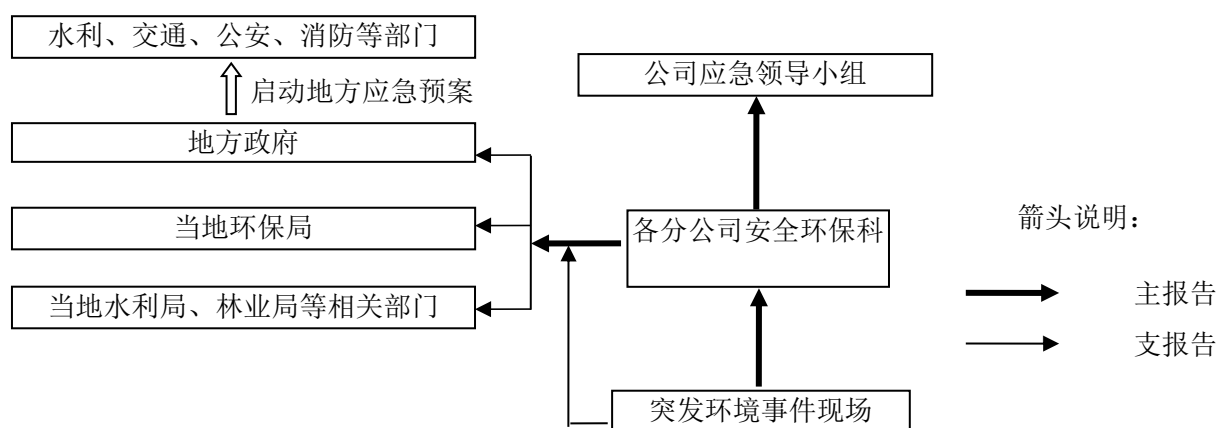 水利、交通、公安、消防等部门
启动地方应急预案
地方政府
当地环保局
当地水利局、林业局等相关部门
公司应急领导小组
各分公司安全环保科
突发环境事件现场
箭头说明：
主报告
支报告